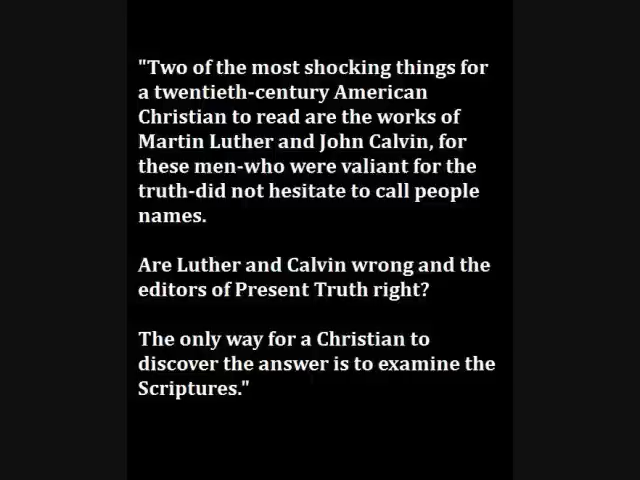 "Two of the most shocking things for
a twentieth-century American
Christian to read are the works of
Martin Luther and John Calvin, for
these men-who were valiant for the
truth-did not hesitate to call people
names.
Are Luther and Calvin wrong and the
editors of Present Truth right?
The only way for a Christian to
discover the answer is to examine the
Scriptures."